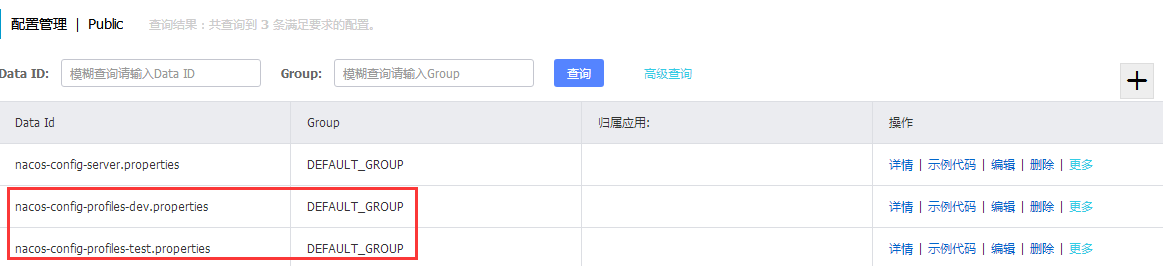 配置管理 | Public 查询结果：共查询到 3 条满足要求的配置。
Data ID: 模糊查询请输入Data ID Group: 模糊查询请输入Group 查询 高级查询
Data Id Group 归属应用: 操作
nacos-config-server.properties DEFAULT_GROUP 详情 | 示例代码 | 编辑 | 删除 | 更多
nacos-config-profiles-dev.properties DEFAULT_GROUP 详情 | 示例代码 | 编辑 | 删除 | 更多
nacos-config-profiles-test.properties DEFAULT_GROUP 详情 | 示例代码 | 编辑 | 删除 | 更多